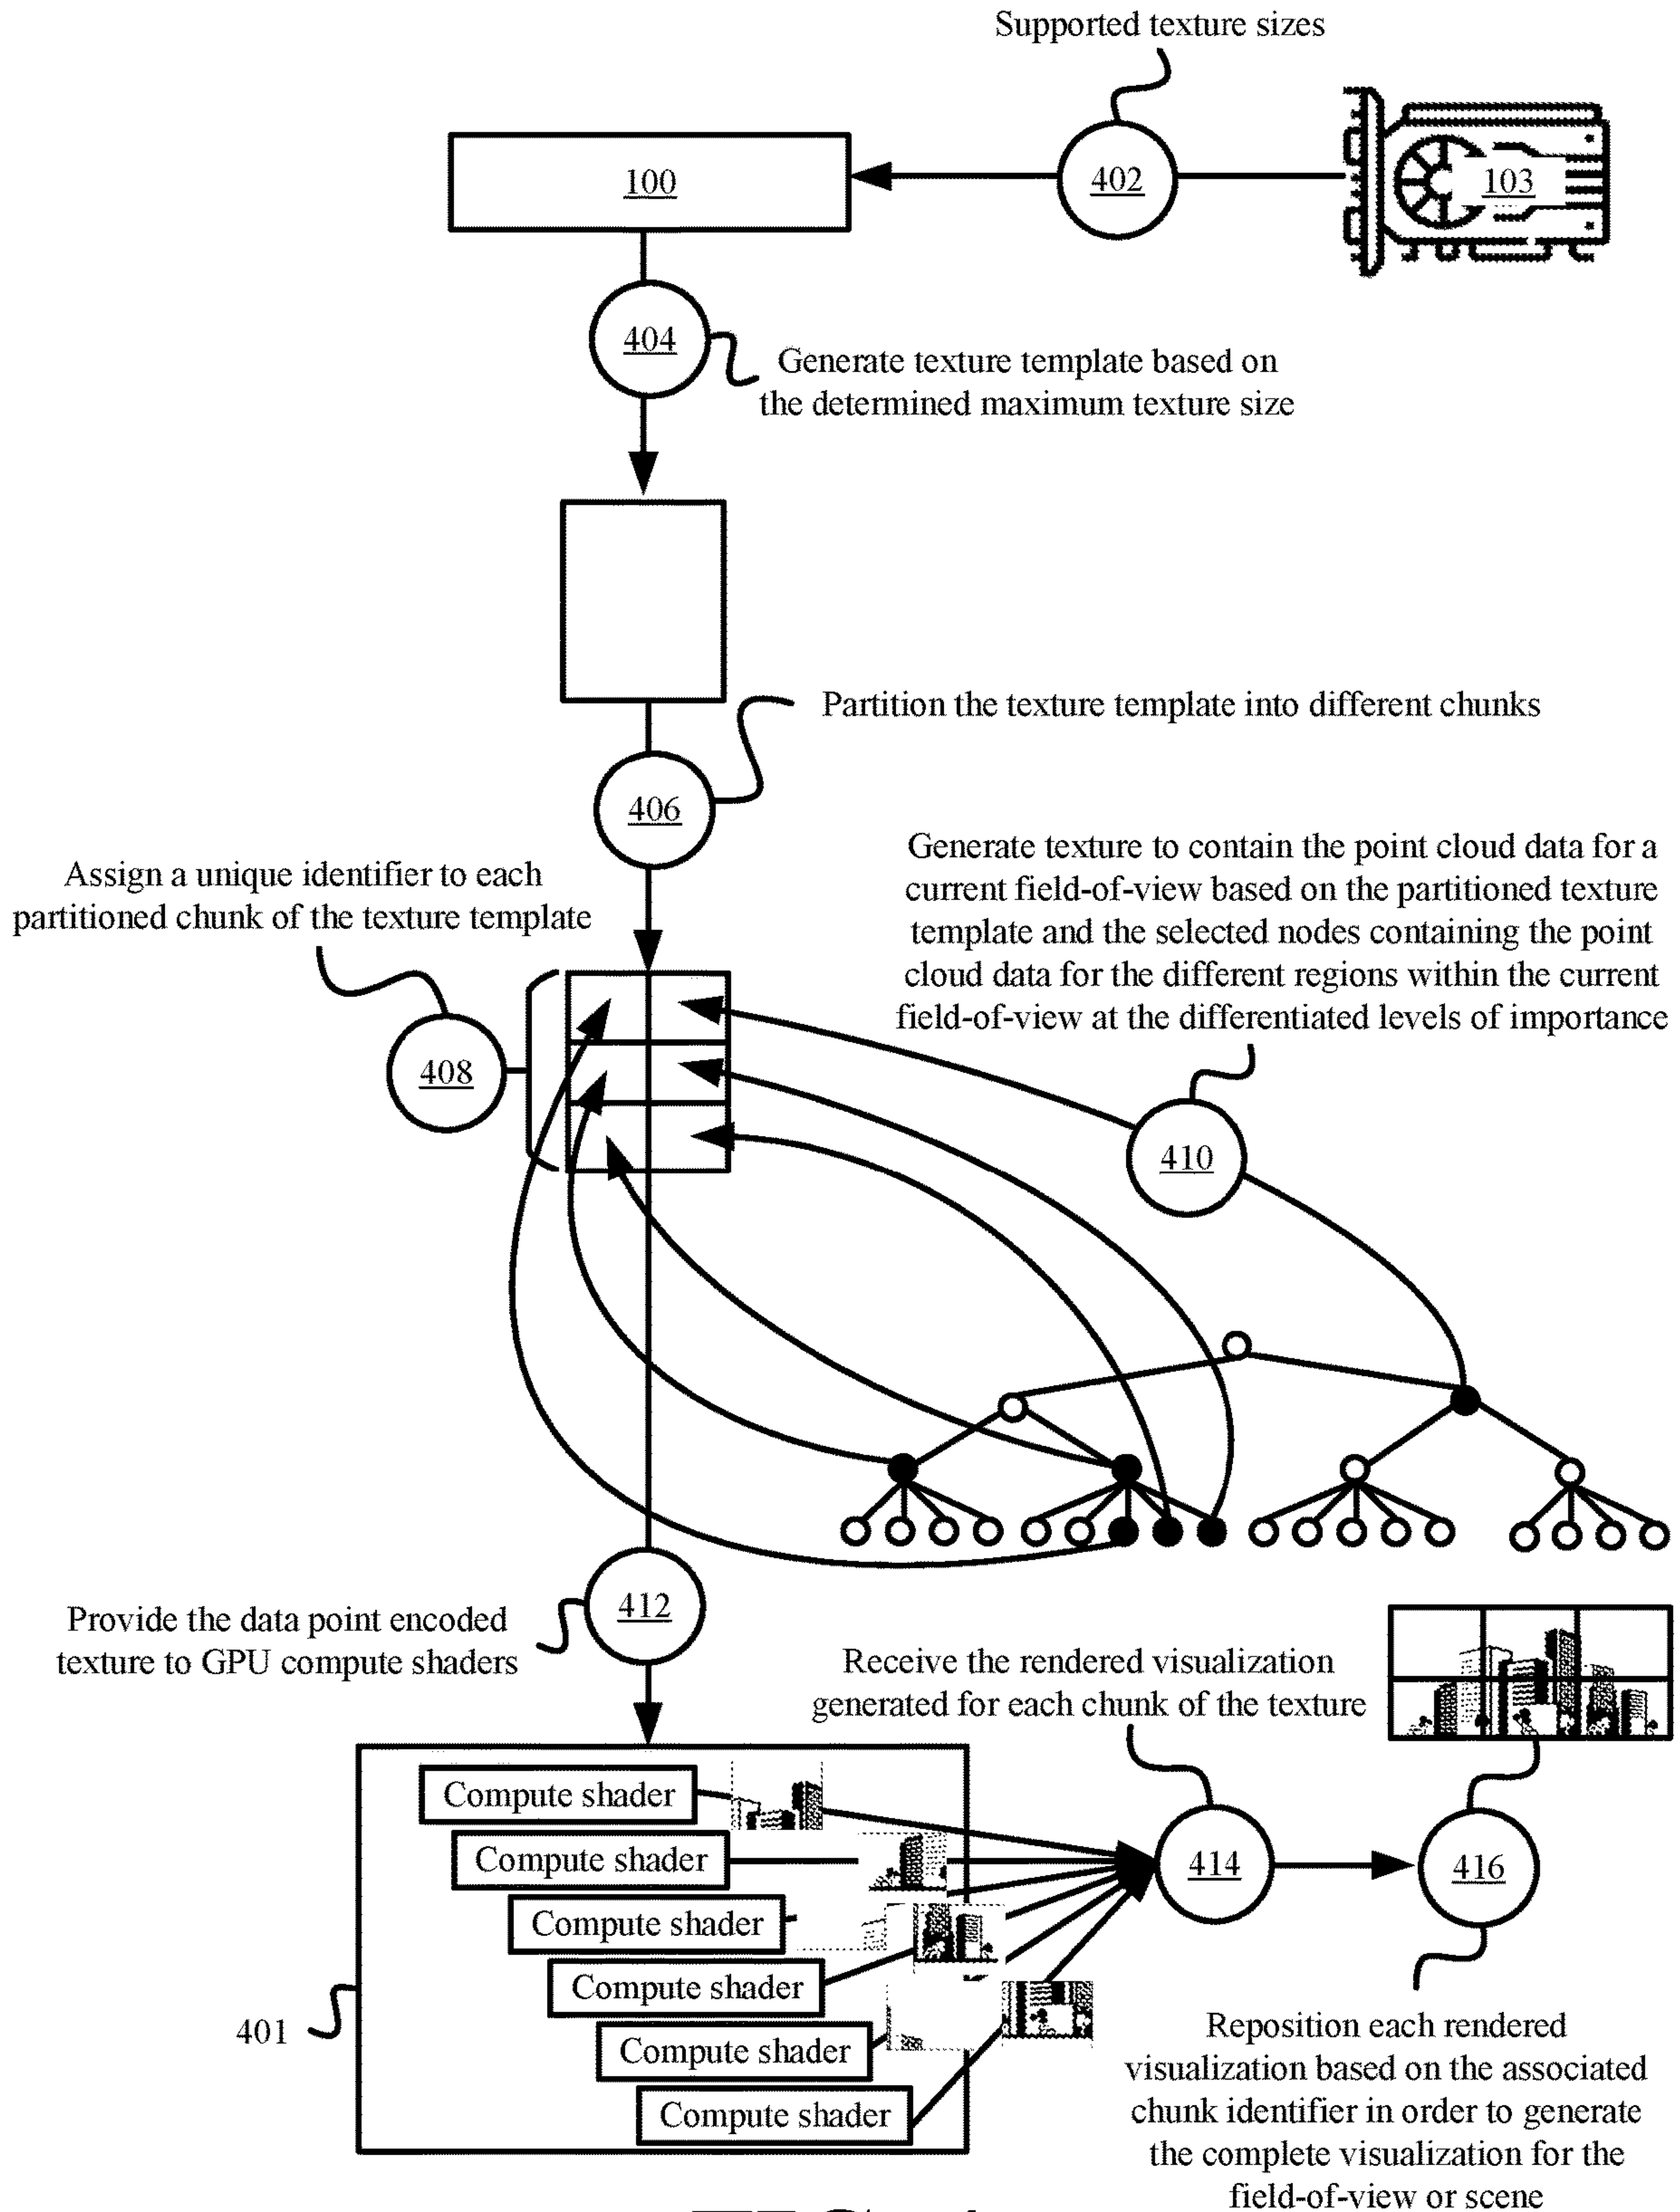 Supported texture sizes
100
402
103
404
Generate texture template based on
the determined maximum texture size
Partition the texture template into different chunks
406
Assign a unique identifier to each
partitioned chunk of the texture template
Generate texture to contain the point cloud data for a
current field-of-view based on the partitioned texture
template and the selected nodes containing the point
cloud data for the different regions within the current
field-of-view at the differentiated levels of importance
408
410
412
Provide the data point encoded
texture to GPU compute shaders
Receive the rendered visualization
generated for each chunk of the texture
Compute shader
Compute shader
Compute shader
Compute shader
Compute shader
Compute shader
414
416
401
Reposition each rendered
visualization based on the associated
chunk identifier in order to generate
the complete visualization for the
field-of-view or scene